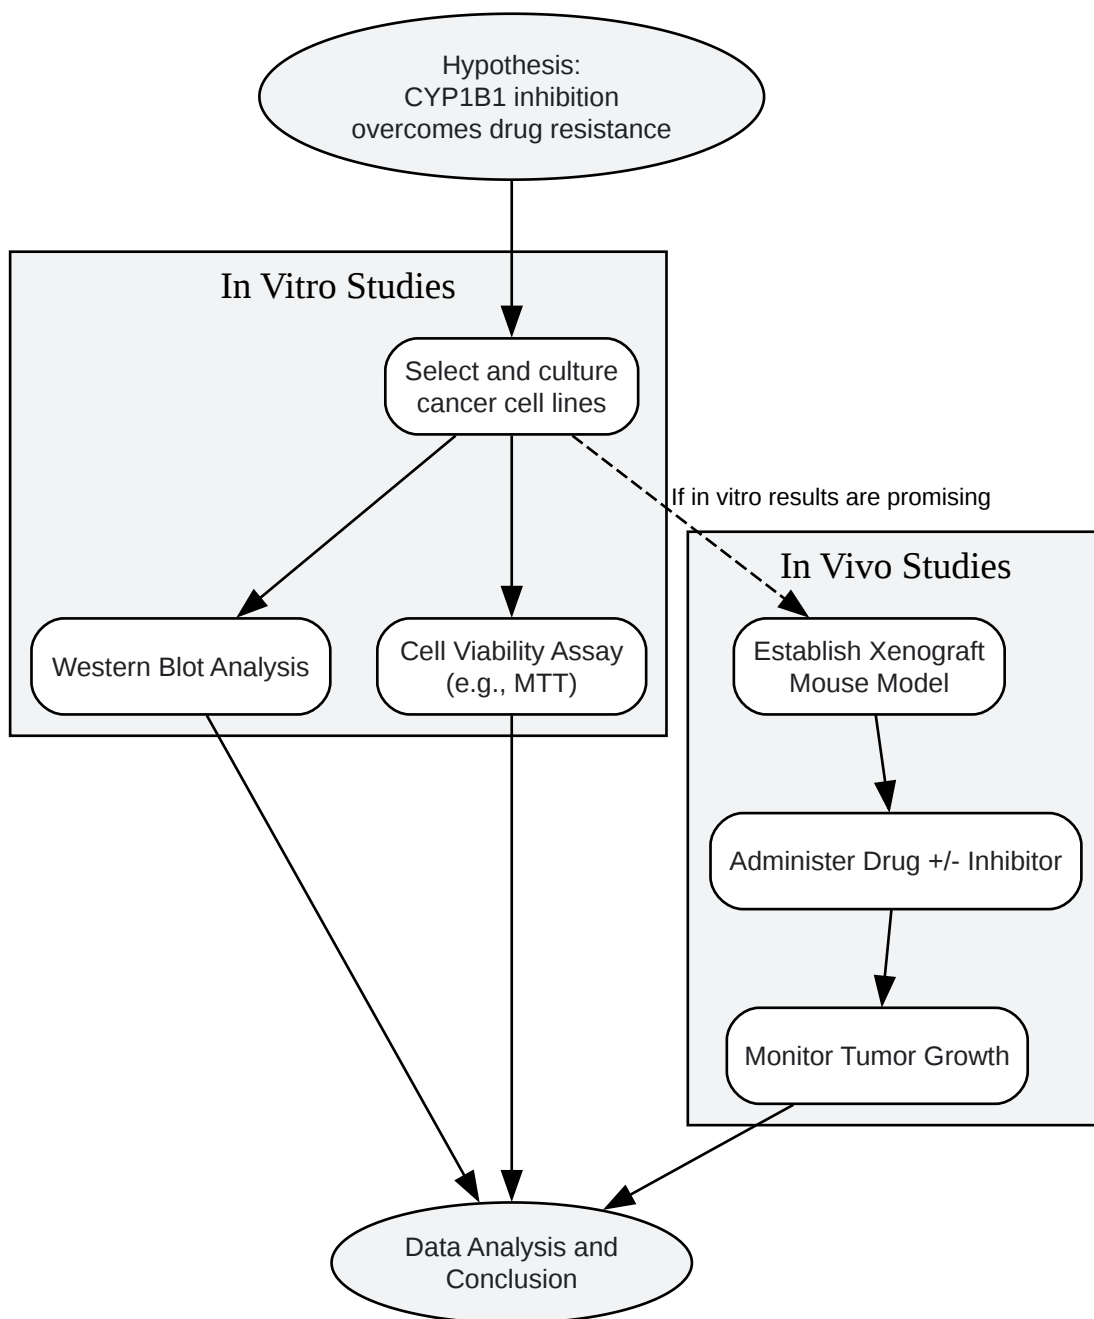 Hypothesis:
CYP1B1 inhibition
overcomes drug resistance
In Vitro Studies
Select and culture
cancer cell lines
If in vitro results are promising
In Vivo Studies
Western Blot Analysis
Cell Viability Assay
(e.g., MTT)
Establish Xenograft
Mouse Model
Administer Drug +/- Inhibitor
Monitor Tumor Growth
Data Analysis and
Conclusion